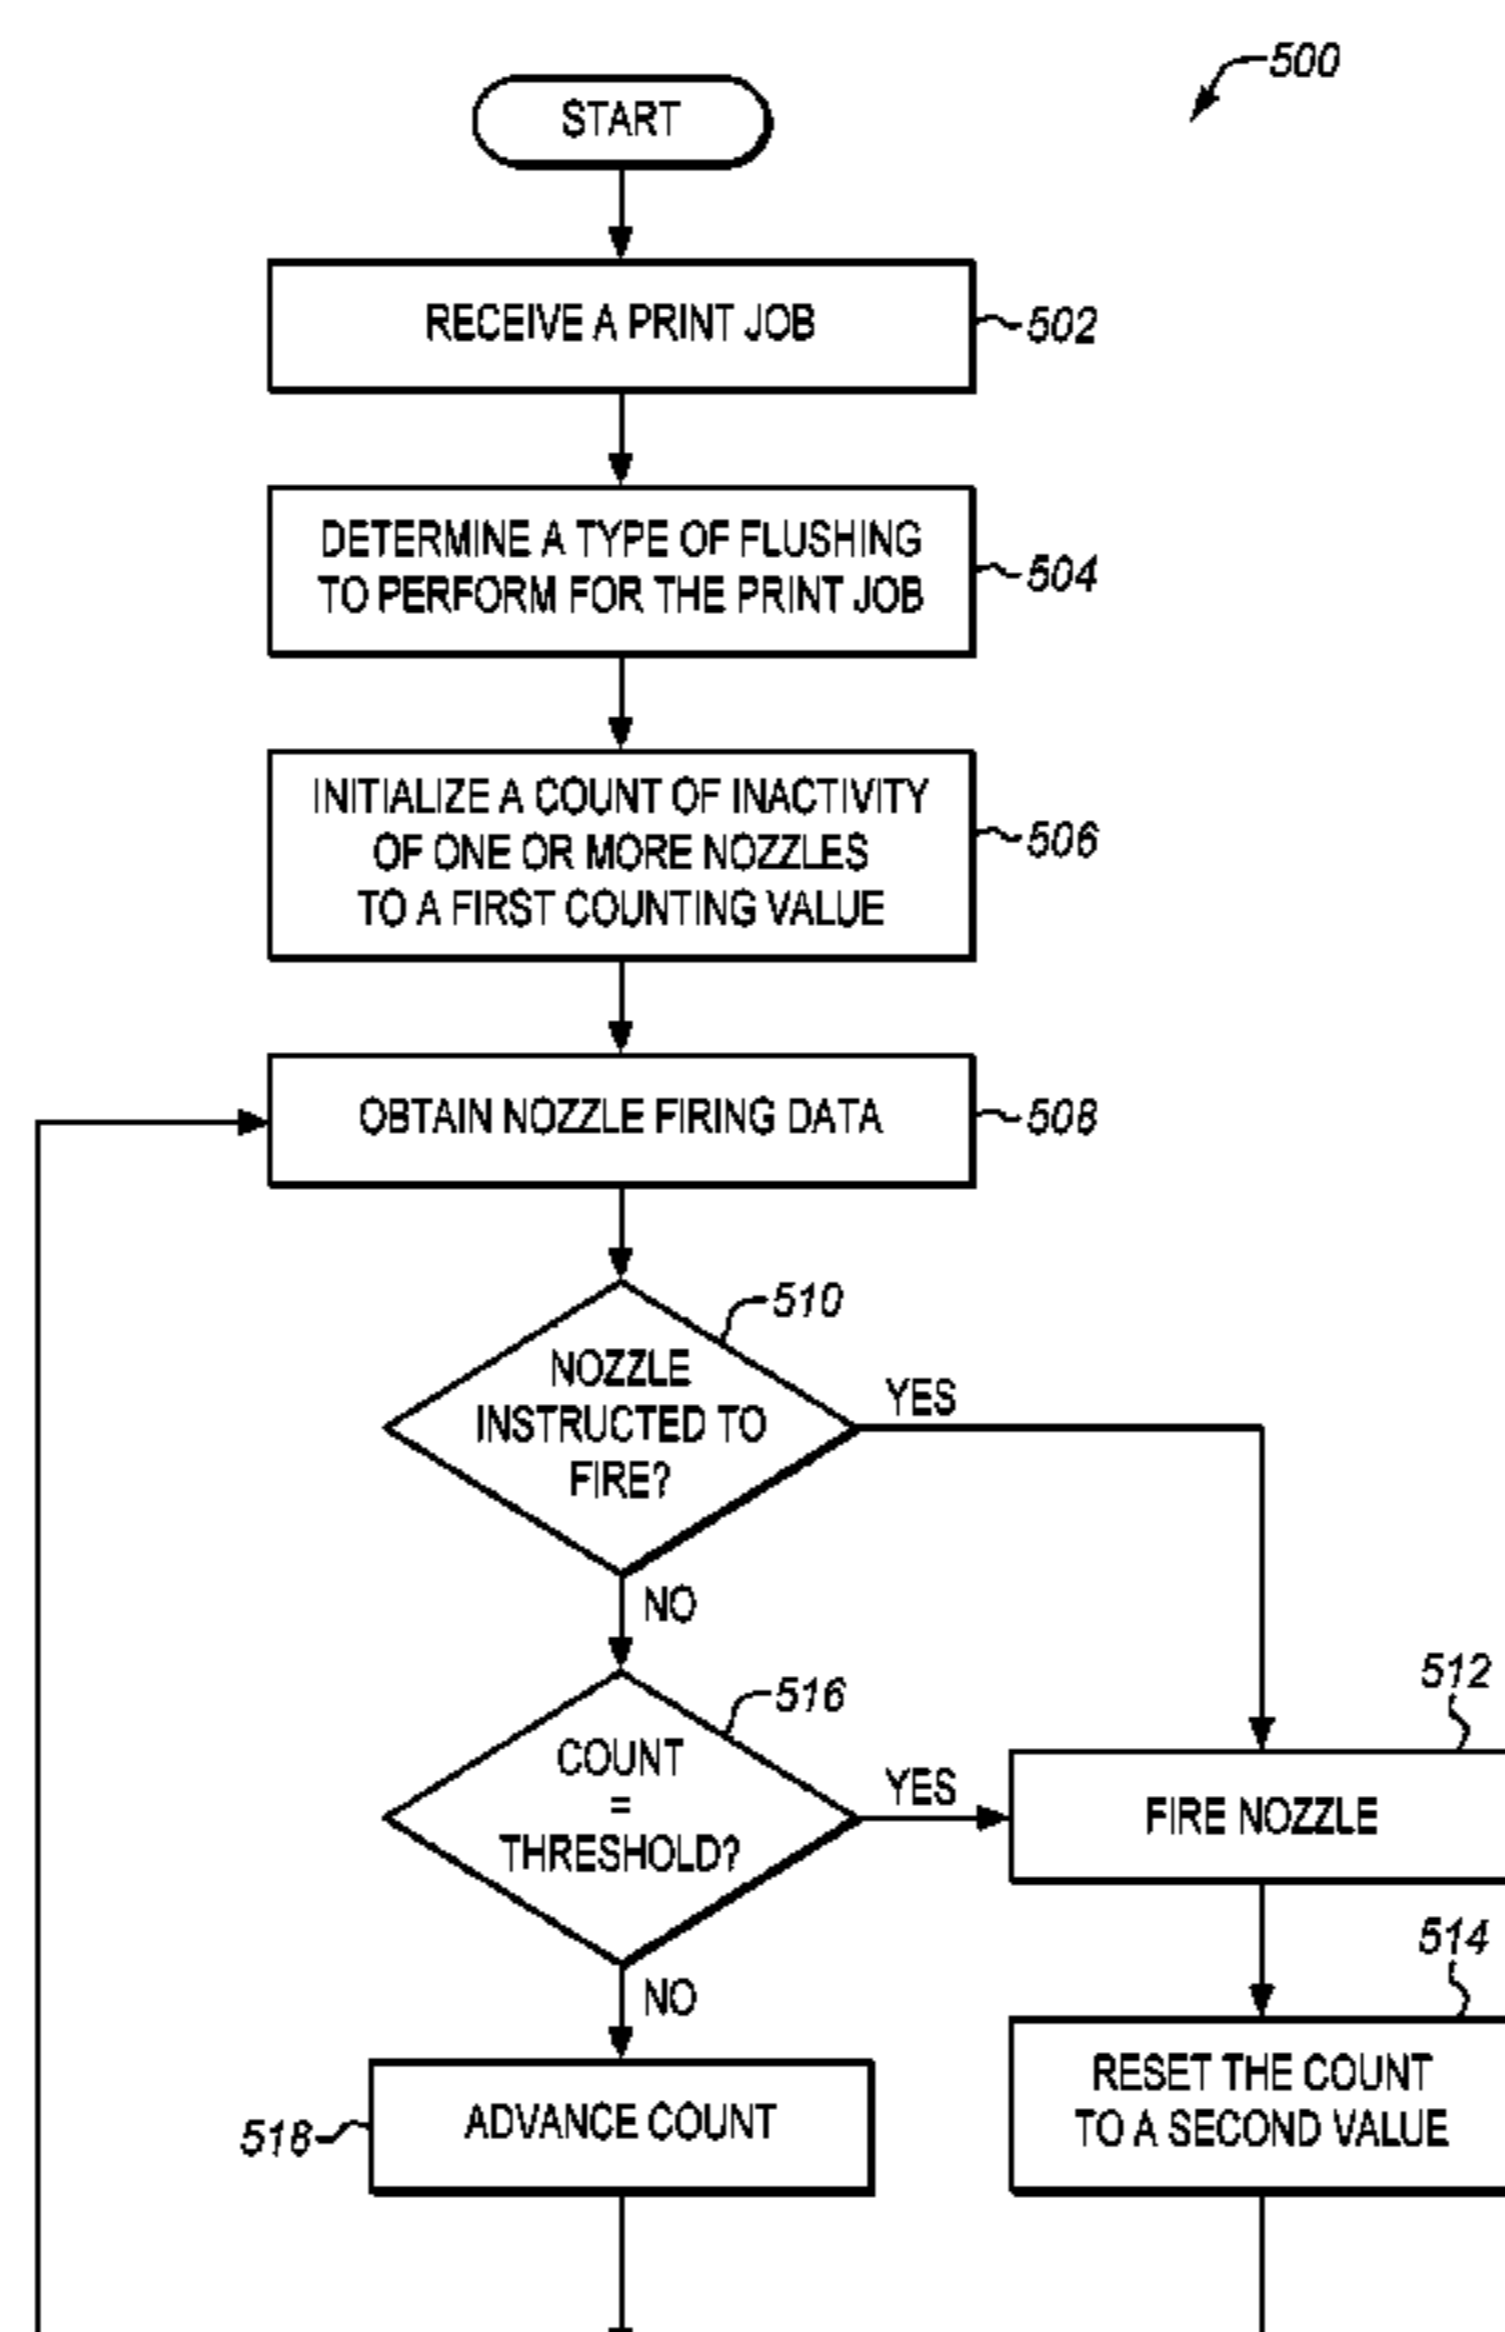 500
START
RECEIVE A PRINT JOB
502
DETERMINE A TYPE OF FLUSHING
TO PERFORM FOR THE PRINT JOB
504
INITIALIZE A COUNT OF INACTIVITY
OF ONE OR MORE NOZZLES
TO A FIRST COUNTING VALUE
506
OBTAIN NOZZLE FIRING DATA
508
510
NOZZLE
INSTRUCTED TO
FIRE?
YES
NO
516
COUNT
=
THRESHOLD?
YES
512
FIRE NOZZLE
NO
514
RESET THE COUNT
TO A SECOND VALUE
518
ADVANCE COUNT